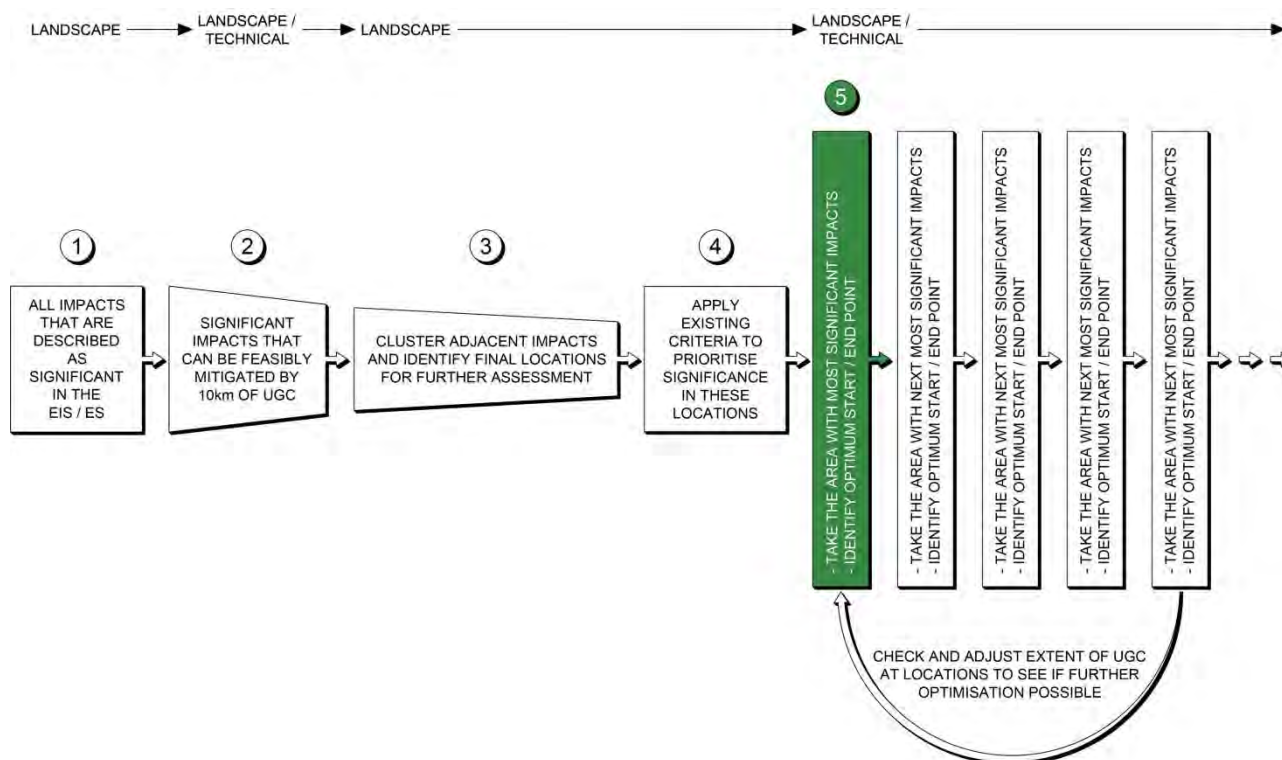 LANDSCAPE
LANDSCAPE /
TECHNICAL
LANDSCAPE
LANDSCAPE /
TECHNICAL
1
ALL IMPACTS
THAT ARE
DESCRIBED
AS
SIGNIFICANT
IN THE
EIS / ES
2
SIGNIFICANT
IMPACTS THAT
CAN BE FEASIBLY
MITIGATED BY
10km OF UGC
3
CLUSTER ADJACENT IMPACTS
AND IDENTIFY FINAL LOCATIONS
FOR FURTHER ASSESSMENT
4
APPLY
EXISTING
CRITERIA TO
PRIORITISE
SIGNIFICANCE
IN THESE
LOCATIONS
5
- TAKE THE AREA WITH MOST SIGNIFICANT IMPACTS
- IDENTIFY OPTIMUM START / END POINT
- TAKE THE AREA WITH NEXT MOST SIGNIFICANT IMPACTS
- IDENTIFY OPTIMUM START / END POINT
- TAKE THE AREA WITH NEXT MOST SIGNIFICANT IMPACTS
- IDENTIFY OPTIMUM START / END POINT
- TAKE THE AREA WITH NEXT MOST SIGNIFICANT IMPACTS
- IDENTIFY OPTIMUM START / END POINT
- TAKE THE AREA WITH NEXT MOST SIGNIFICANT IMPACTS
- IDENTIFY OPTIMUM START / END POINT
CHECK AND ADJUST EXTENT OF UGC
AT LOCATIONS TO SEE IF FURTHER
OPTIMISATION POSSIBLE